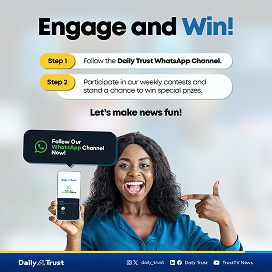 Engage and Win!
Step 1
Follow the Daily Trust WhatsApp Channel.
Step 2
Participate in our weekly contests and
stand a chance to win special prizes.
Let's make news fun!
Follow Our
WhatsApp Channel
Now!
Daily Trust
daily_trust
Daily Trust
TrustTV News